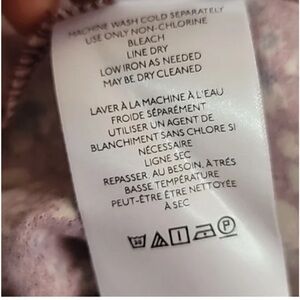 MACHINE WASH COLD SEPARATELY
USE ONLY NON-CHLORINE
BLEACH
LINE DRY
LOW IRON AS NEEDED
MAY BE DRY CLEANED
LAVER À LA MACHINE À L'EAU
FROIDE SÉPARÉMENT
UTILISER UN AGENT DE
BLANCHIMENT SANS CHLORE SI
NÉCESSAIRE
LIGNE SEC
REPASSER, AU BESOIN, À TRÉS
BASSE TEMPÉRATURE
PEUT-ÊTRE ÊTRE NETTOYÉE
À SEC
30
P